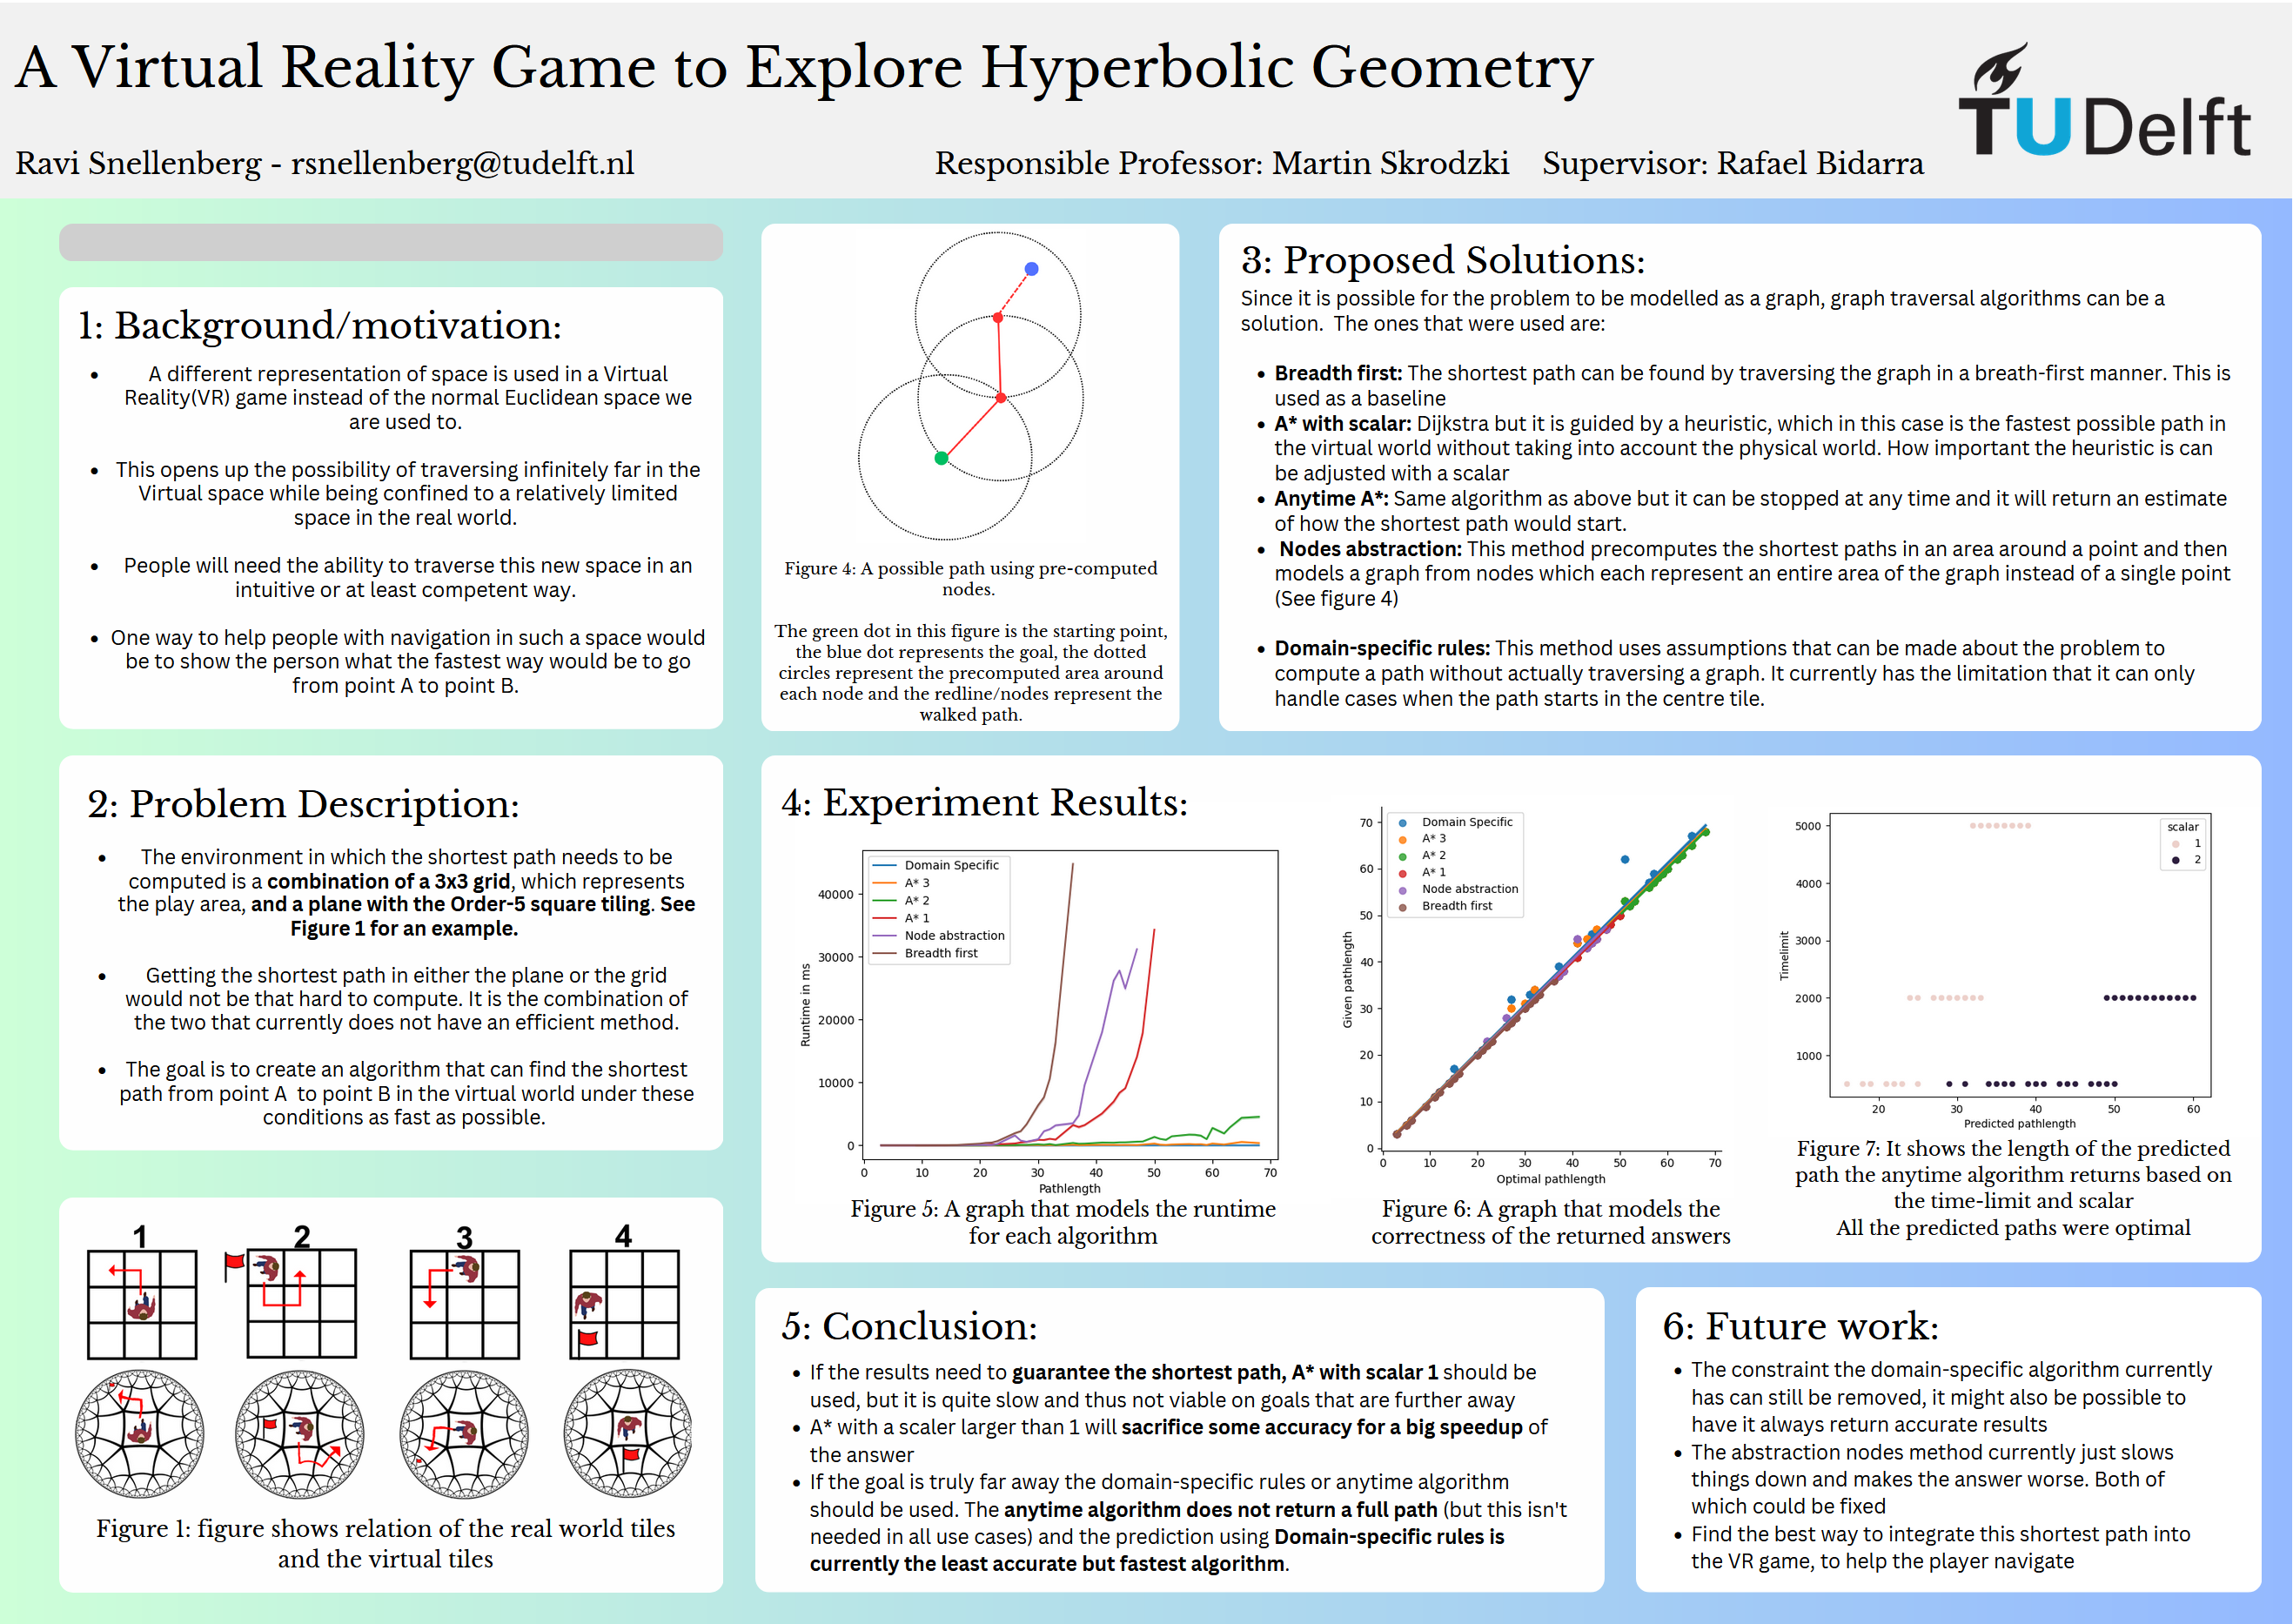 A Virtual Reality Game to Explore Hyperbolic Geometry
Ravi Snellenberg - rsnellenberg@tudelft.nl
Responsible Professor: Martin Skrodzki
Supervisor: Rafael Bidarra
TUDelft
1: Background/motivation:
• A different representation of space is used in a Virtual
Reality(VR) game instead of the normal Euclidean space we
are used to.
• This opens up the possibility of traversing infinitely far in the
Virtual space while being confined to a relatively limited
space in the real world.
• People will need the ability to traverse this new space in an
intuitive or at least competent way.
• One way to help people with navigation in such a space would
be to show the person what the fastest way would be to go
from point A to point B.
2: Problem Description:
• The environment in which the shortest path needs to be
computed is a combination of a 3x3 grid, which represents
the play area, and a plane with the Order-5 square tiling. See
Figure 1 for an example.
• Getting the shortest path in either the plane or the grid
would not be that hard to compute. It is the combination of
the two that currently does not have an efficient method.
• The goal is to create an algorithm that can find the shortest
path from point A  to point B in the virtual world under these
conditions as fast as possible.
1
2
3
4
Figure 1: figure shows relation of the real world tiles
and the virtual tiles
Figure 4: A possible path using pre-computed
nodes.
The green dot in this figure is the starting point,
the blue dot represents the goal, the dotted
circles represent the precomputed area around
each node and the redline/nodes represent the
walked path.
3: Proposed Solutions:
Since it is possible for the problem to be modelled as a graph, graph traversal algorithms can be a
solution.  The ones that were used are:
• Breadth first: The shortest path can be found by traversing the graph in a breath-first manner. This is
used as a baseline
• A* with scalar: Dijkstra but it is guided by a heuristic, which in this case is the fastest possible path in
the virtual world without taking into account the physical world. How important the heuristic is can
be adjusted with a scalar
• Anytime A*: Same algorithm as above but it can be stopped at any time and it will return an estimate
of how the shortest path would start.
• Nodes abstraction: This method precomputes the shortest paths in an area around a point and then
models a graph from nodes which each represent an entire area of the graph instead of a single point
(See figure 4)
• Domain-specific rules: This method uses assumptions that can be made about the problem to
compute a path without actually traversing a graph. It currently has the limitation that it can only
handle cases when the path starts in the centre tile.
4: Experiment Results:
Domain Specific
A* 3
A* 2
A* 1
Node abstraction
Breadth first
Runtime in ms
40000
30000
20000
10000
0
0 10 20 30 40 50 60 70
Pathlength
Figure 5: A graph that models the runtime
for each algorithm
Domain Specific
A* 3
A* 2
A* 1
Node abstraction
Breadth first
Given pathlength
70
60
50
40
30
20
10
0
0 10 20 30 40 50 60 70
Optimal pathlength
Figure 6: A graph that models the
correctness of the returned answers
scalar
1
2
Timelimit
5000
4000
3000
2000
1000
20 30 40 50 60
Predicted pathlength
Figure 7: It shows the length of the predicted
path the anytime algorithm returns based on
the time-limit and scalar
All the predicted paths were optimal
5: Conclusion:
• If the results need to guarantee the shortest path, A* with scalar 1 should be
used, but it is quite slow and thus not viable on goals that are further away
• A* with a scaler larger than 1 will sacrifice some accuracy for a big speedup of
the answer
• If the goal is truly far away the domain-specific rules or anytime algorithm
should be used. The anytime algorithm does not return a full path (but this isn't
needed in all use cases) and the prediction using Domain-specific rules is
currently the least accurate but fastest algorithm.
6: Future work:
• The constraint the domain-specific algorithm currently
has can still be removed, it might also be possible to
have it always return accurate results
• The abstraction nodes method currently just slows
things down and makes the answer worse. Both of
which could be fixed
• Find the best way to integrate this shortest path into
the VR game, to help the player navigate